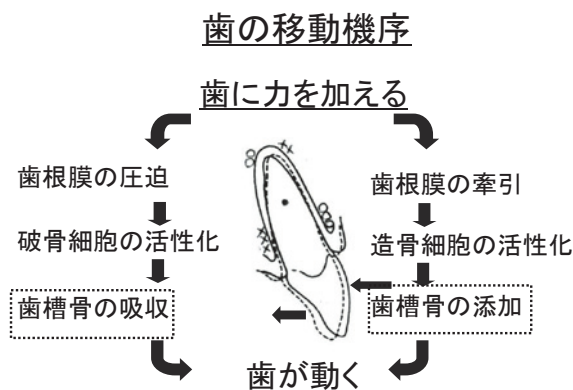 歯の移動機序
歯に力を加える
歯根膜の圧迫
破骨細胞の活性化
歯槽骨の吸収
歯根膜の牽引
造骨細胞の活性化
歯槽骨の添加
歯が動く